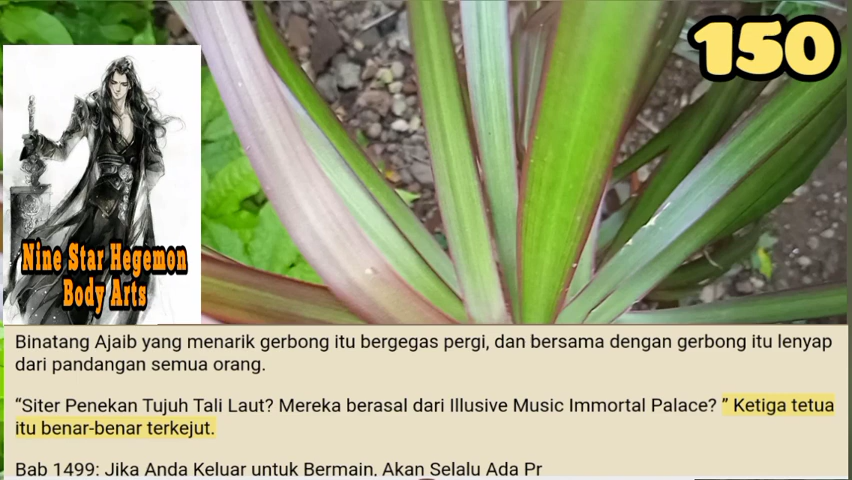 150
Nine Star Hegemon
Body Arts
Binatang Ajaib yang menarik gerbong itu bergegas pergi, dan bersama dengan gerbong itu lenyap
dari pandangan semua orang.
“Siter Penekan Tujuh Tali Laut? Mereka berasal dari Illusive Music Immortal Palace? ” Ketiga tetua
itu benar-benar terkejut.
Bab 1499: Jika Anda Keluar untuk Bermain, Akan Selalu Ada Pr